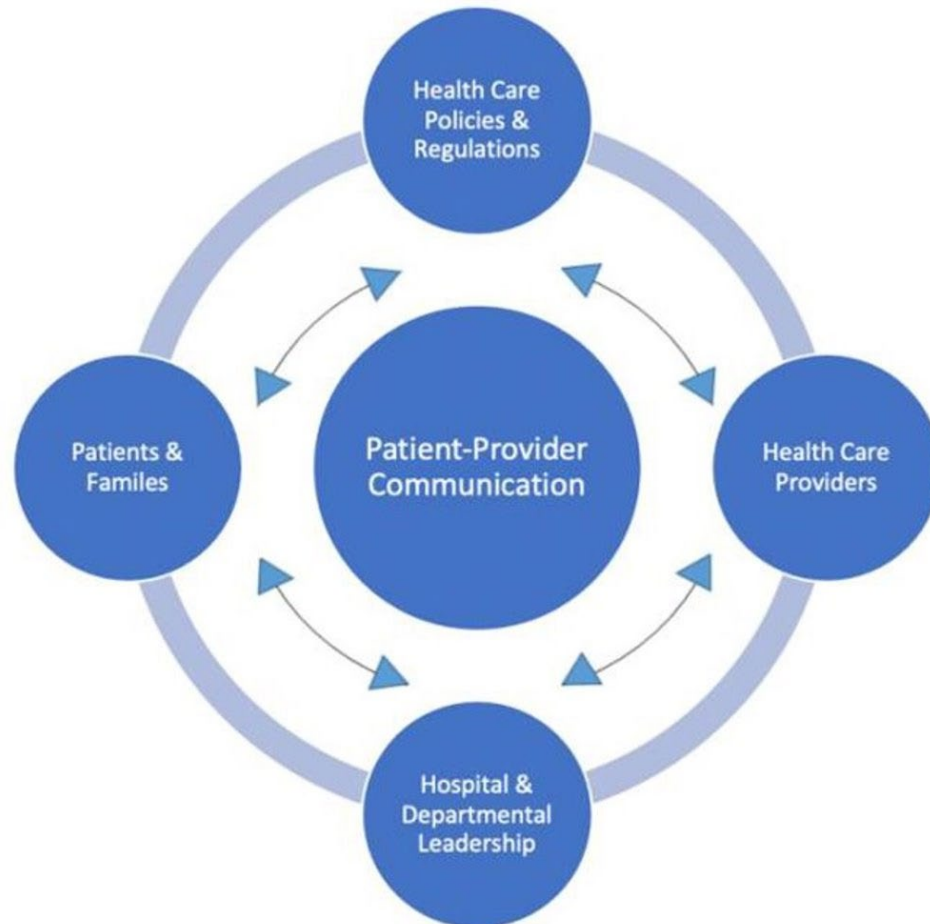 Health Care
Policies &
Regulations
Patients &
Familes
Patient-Provider
Communication
Health Care
Providers
Hospital &
Departmental
Leadership